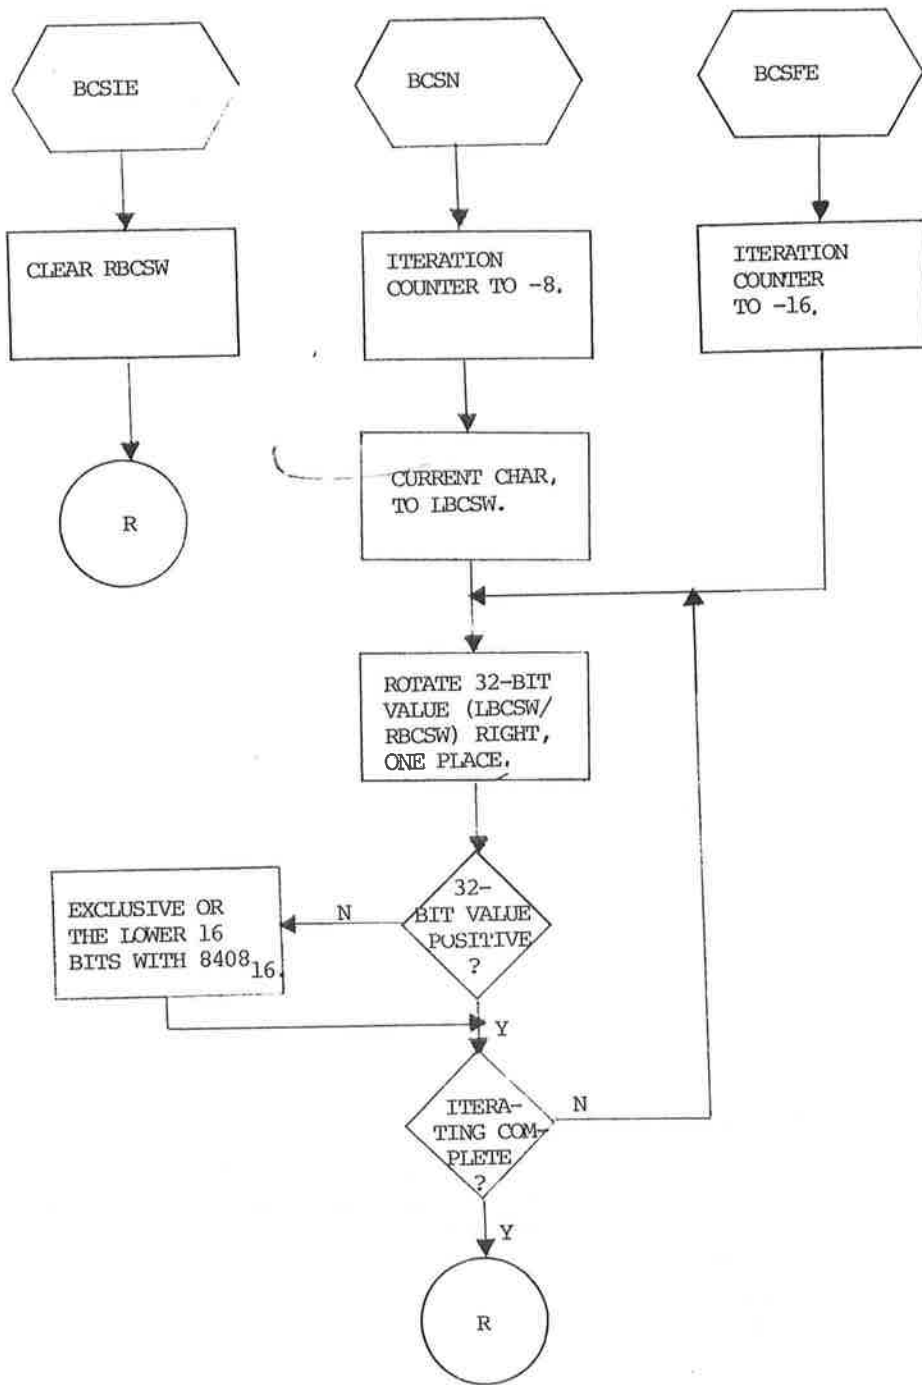 BCSIE
BCSN
BCSFE
CLEAR RBCSW
ITERATION
COUNTER TO -8.
ITERATION
COUNTER
TO -16.
R
CURRENT CHAR,
TO LBCSW.
ROTATE 32-BIT
VALUE (LBCSW/
RBCSW) RIGHT,
ONE PLACE.
32-
BIT VALUE
POSITIVE
?
N
EXCLUSIVE OR
THE LOWER 16
BITS WITH 840816.
Y
ITERA-
TING COM-
PLETE
?
N
Y
R